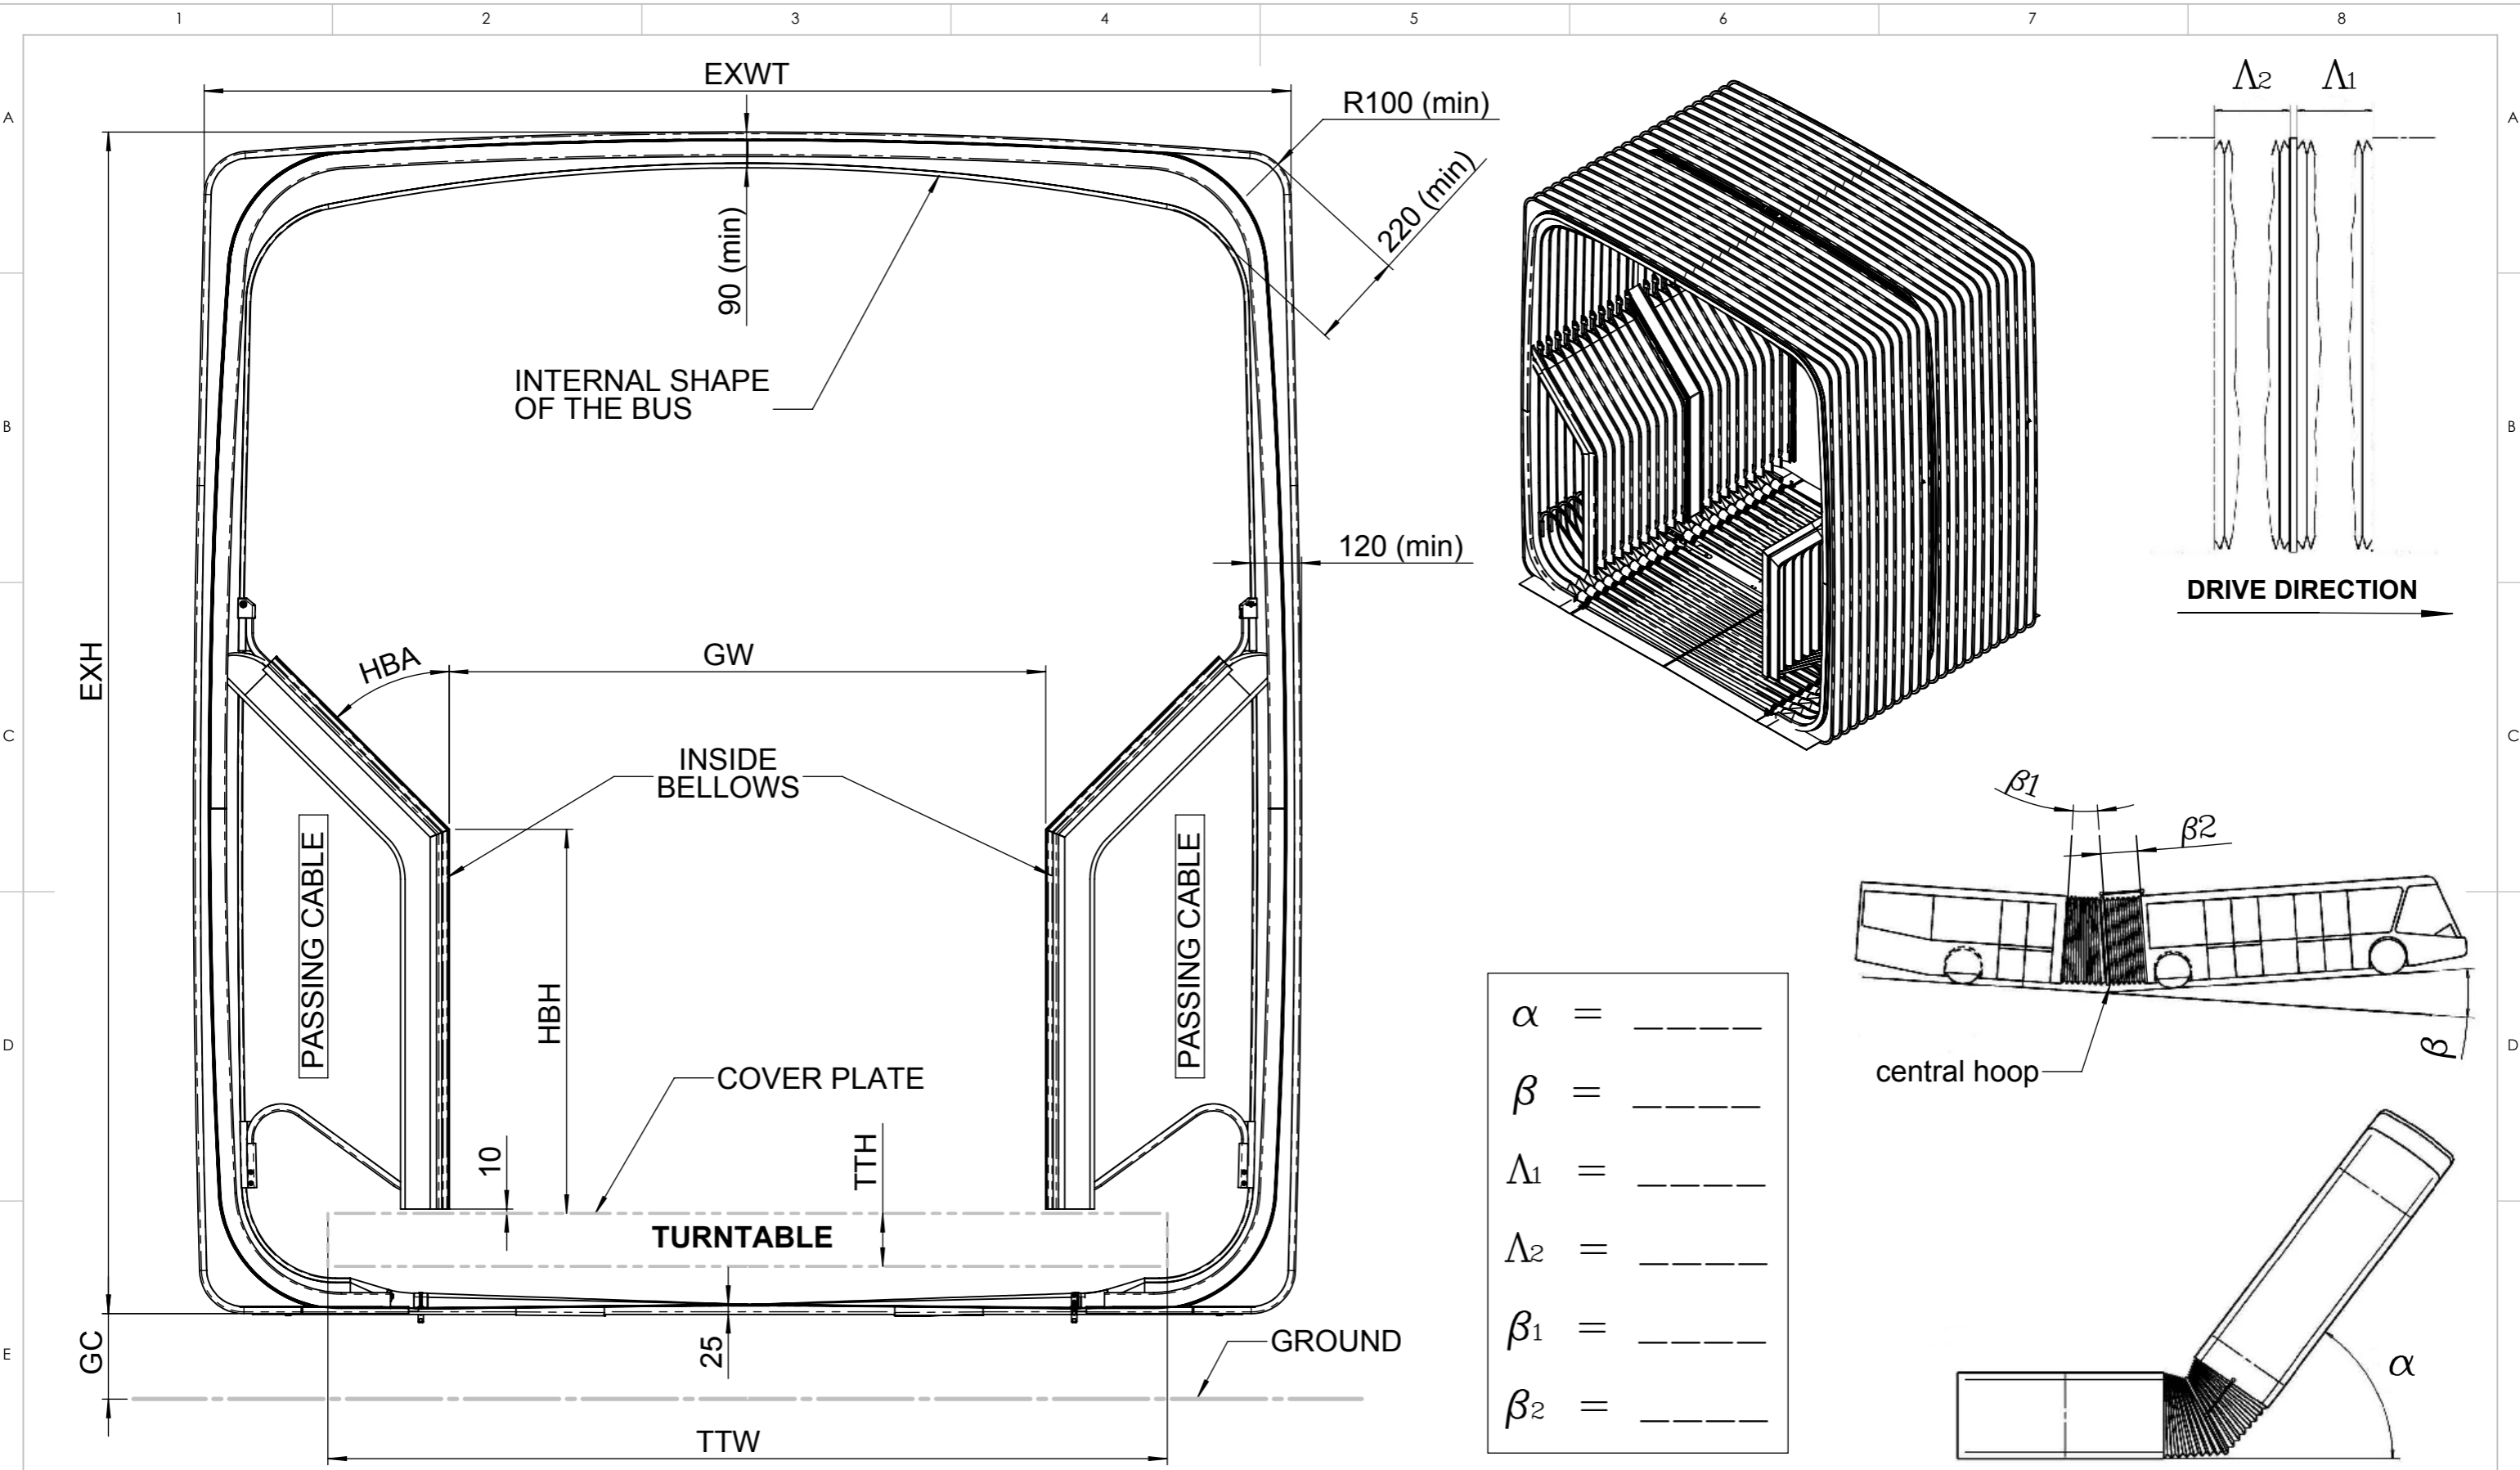 1 2 3 4 5 6 7 8
A A
B B
C C
D D
E
EXWT
R100 (min)
220 (min)
90 (min)
INTERNAL SHAPE
OF THE BUS
120 (min)
EXH
HBA
GW
INSIDE
BELLOWS
PASSING CABLE
PASSING CABLE
HBH
COVER PLATE
10
TTH
TURNTABLE
25
GC
GROUND
TTW
Λ2 Λ1
DRIVE DIRECTION
β1
β2
β
central hoop
α = ____
β = ____
Λ1 = ____
Λ2 = ____
β1 = ____
β2 = ____
α